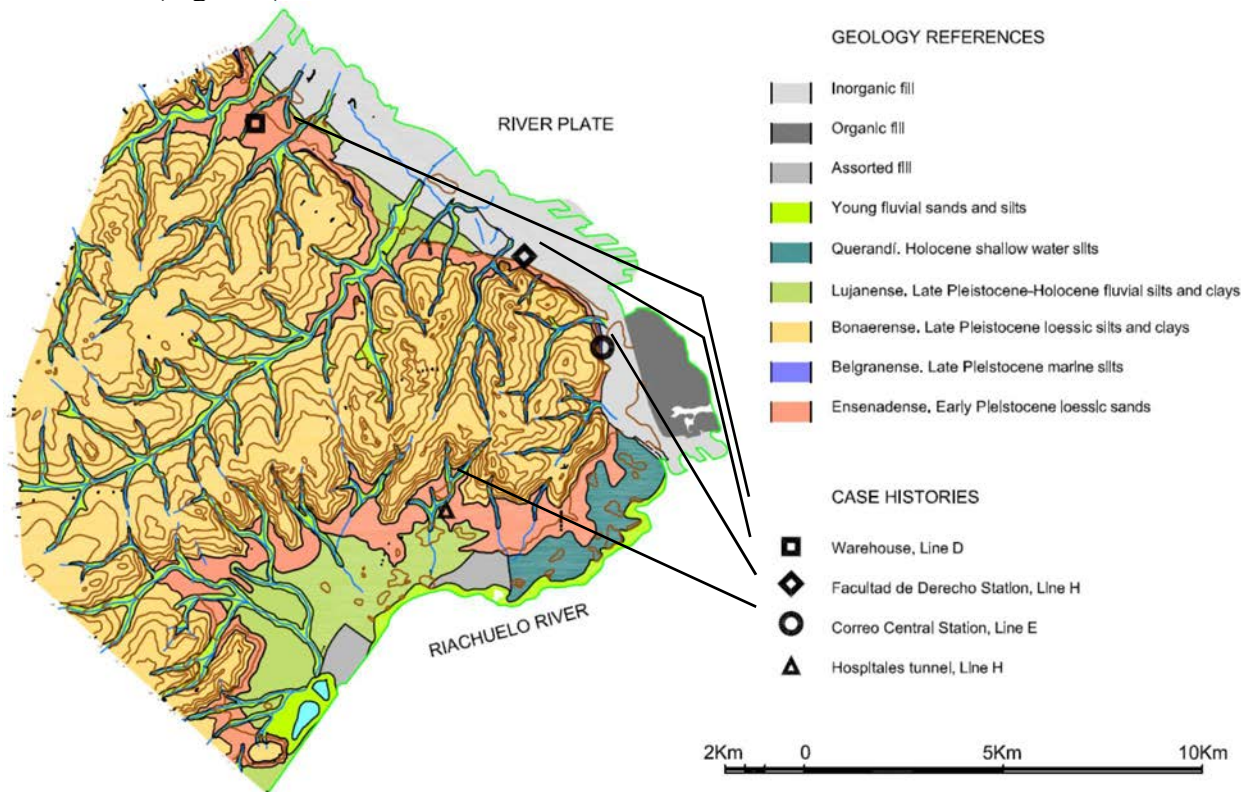 RIVER PLATE
RIACHUELO RIVER
GEOLOGY REFERENCES
Inorganic fill
Organic fill
Assorted fill
Young fluvial sands and silts
Querandí. Holocene shallow water silts
Lujanense. Late Pleistocene-Holocene fluvial silts and clays
Bonaerense. Late Pleistocene loessic silts and clays
Belgranense. Late Pleistocene marine silts
Ensenadense. Early Pleistocene loessic sands
CASE HISTORIES
Warehouse, Line D
Facultad de Derecho Station, Line H
Correo Central Station, Line E
Hospitales tunnel, Line H
2Km 0 5Km 10Km